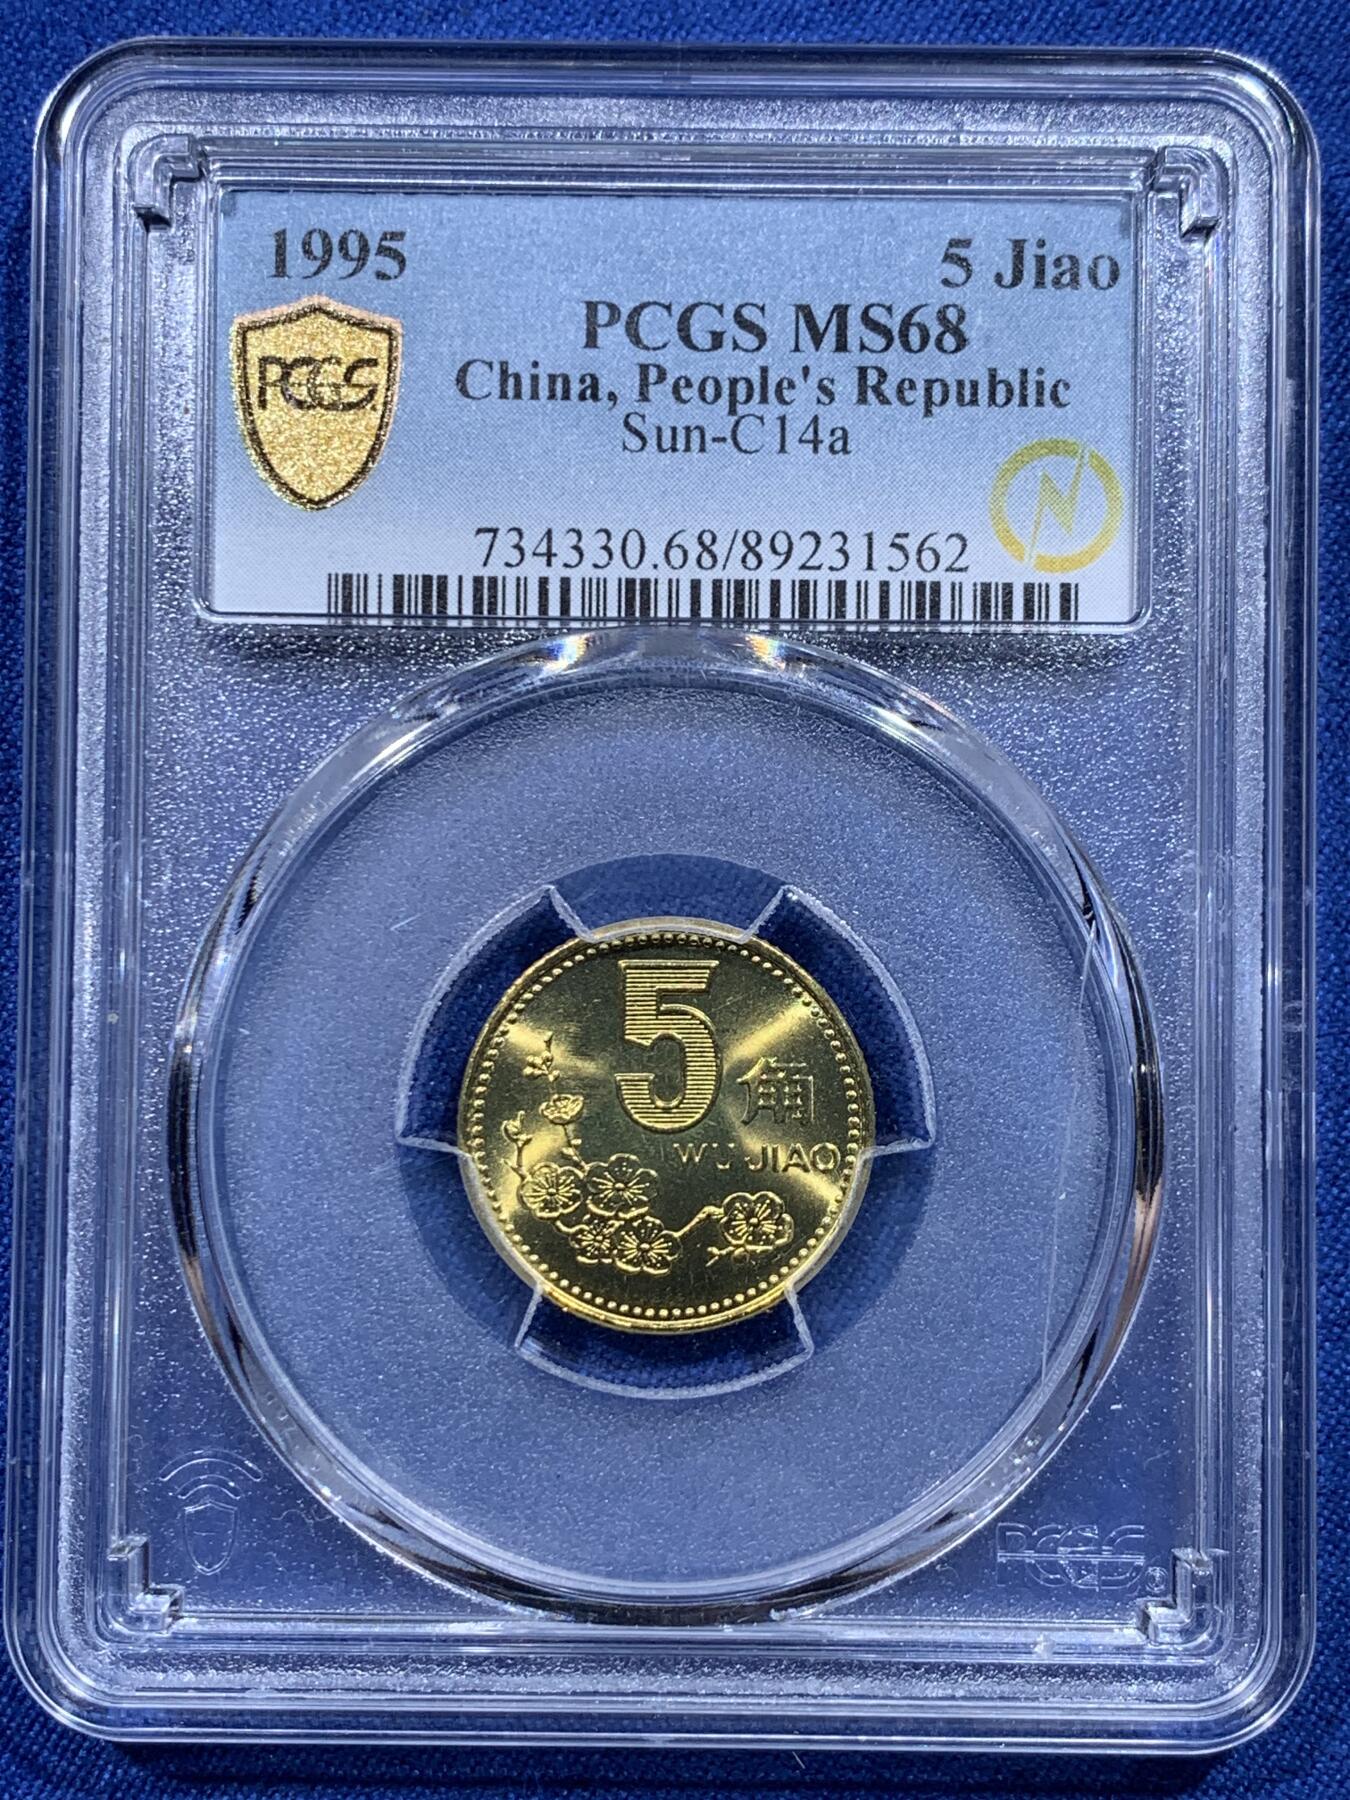 1995
5 Jiao
PCGS MS68
PCGS
China, People's Republic
Sun-C14a
N
734330.68/89231562
5
角
WU JIAO
PCGS